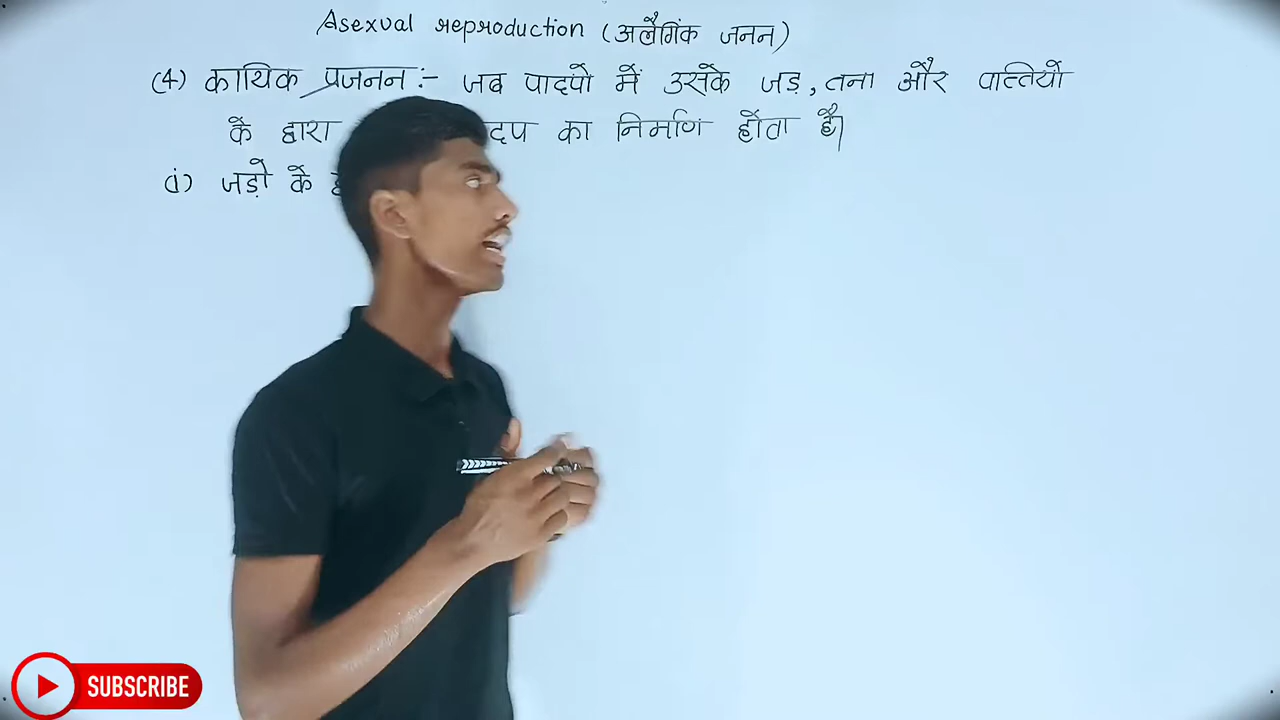 Asexual reproduction (अलैगिंक जनन)
(4) कायिक प्रजनन :- जब पादपो में उसके जड़, तना और पत्तियो
के द्वारा दप का निर्माण होता है।
(i) जड़ो के
SUBSCRIBE